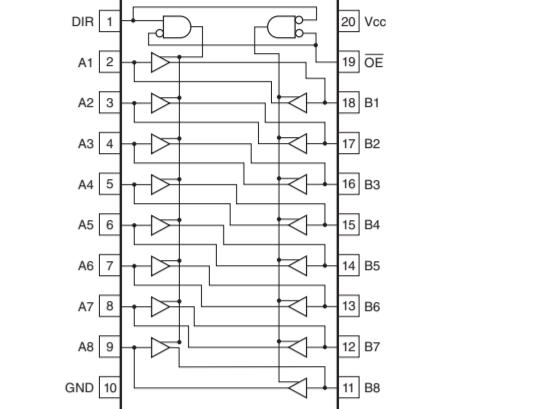 DIR 1 20 Vcc
A1 2 19 O̅E̅
A2 3 18 B1
A3 4 17 B2
A4 5 16 B3
A5 6 15 B4
A6 7 14 B5
A7 8 13 B6
A8 9 12 B7
GND 10 11 B8